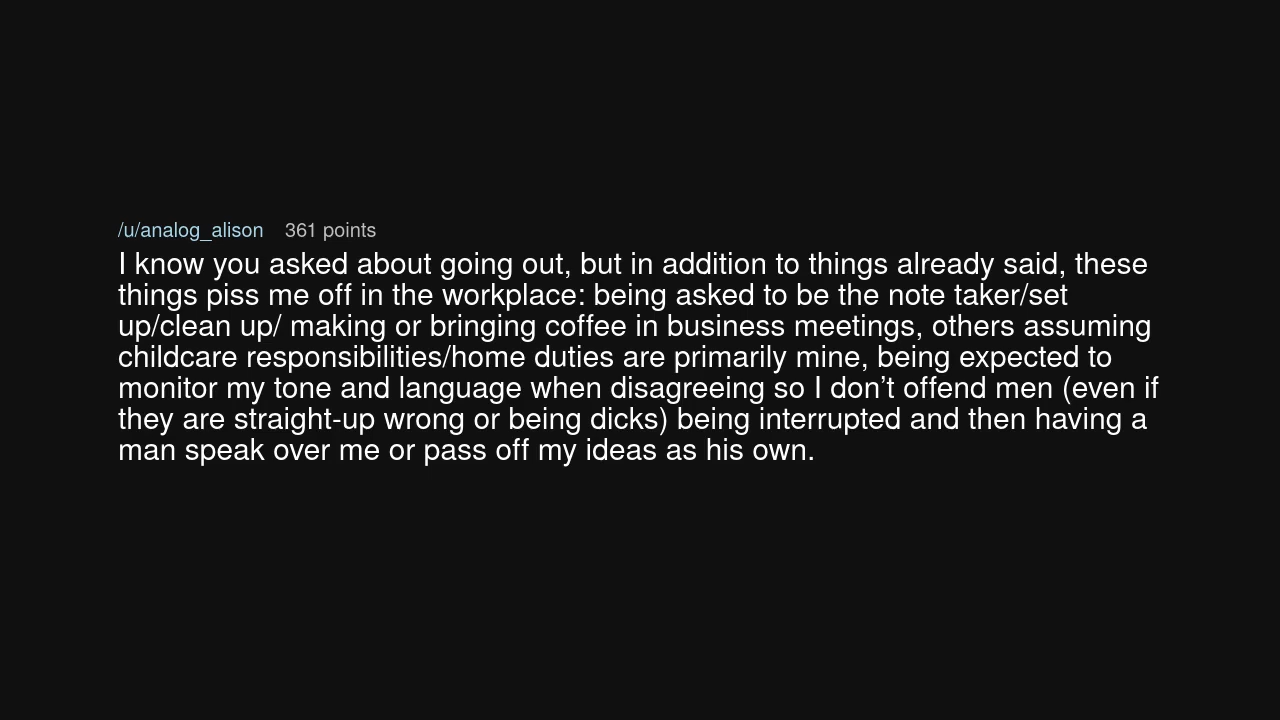 /u/analog_alison 361 points
I know you asked about going out, but in addition to things already said, these
things piss me off in the workplace: being asked to be the note taker/set
up/clean up/ making or bringing coffee in business meetings, others assuming
childcare responsibilities/home duties are primarily mine, being expected to
monitor my tone and language when disagreeing so I don’t offend men (even if
they are straight-up wrong or being dicks) being interrupted and then having a
man speak over me or pass off my ideas as his own.